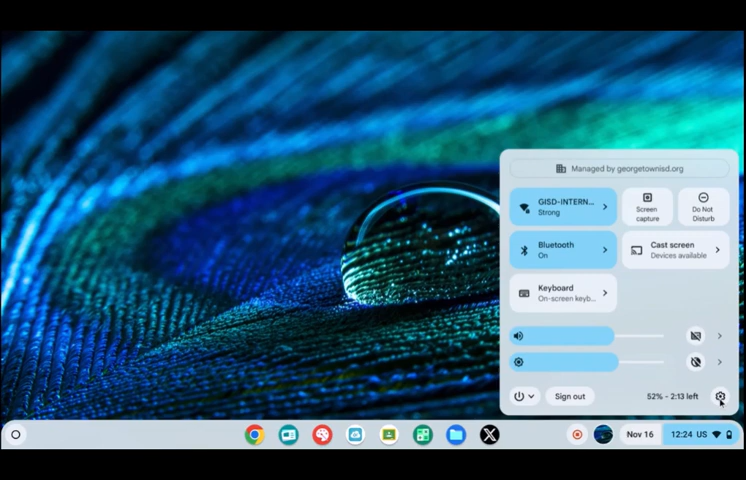 Managed by georgetownisd.org
GISD-INTERN...
Strong
Screen
capture
Do Not
Disturb
Bluetooth
On
Cast screen
Devices available
Keyboard
On-screen keyb...
Sign out
52% - 2:13 left
X
Nov 16
12:24 US